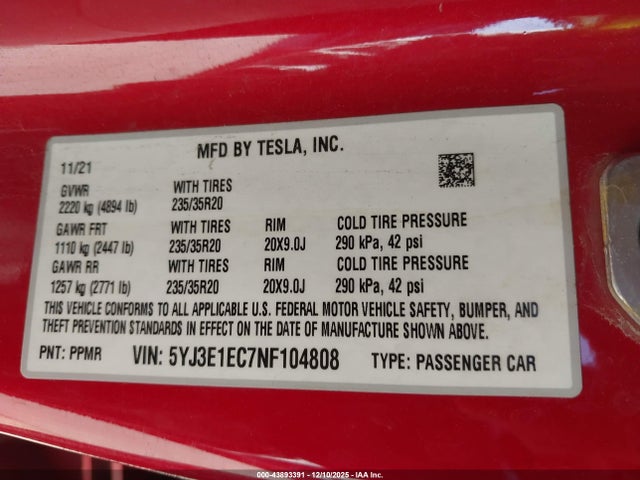 MFD BY TESLA, INC.
11/21
GVWR WITH TIRES
2220 kg (4894 lb) 235/35R20
GAWR FRT WITH TIRES RIM COLD TIRE PRESSURE
1110 kg (2447 lb) 235/35R20 20X9.0J 290 kPa, 42 psi
GAWR RR WITH TIRES RIM COLD TIRE PRESSURE
1257 kg (2771 lb) 235/35R20 20X9.0J 290 kPa, 42 psi
THIS VEHICLE CONFORMS TO ALL APPLICABLE U.S. FEDERAL MOTOR VEHICLE SAFETY, BUMPER, AND
THEFT PREVENTION STANDARDS IN EFFECT ON THE DATE OF MANUFACTURE SHOWN ABOVE.
PNT: PPMR VIN: 5YJ3E1EC7NF104808 TYPE: PASSENGER CAR
000-43893391 - 12/10/2025 - IAA Inc.